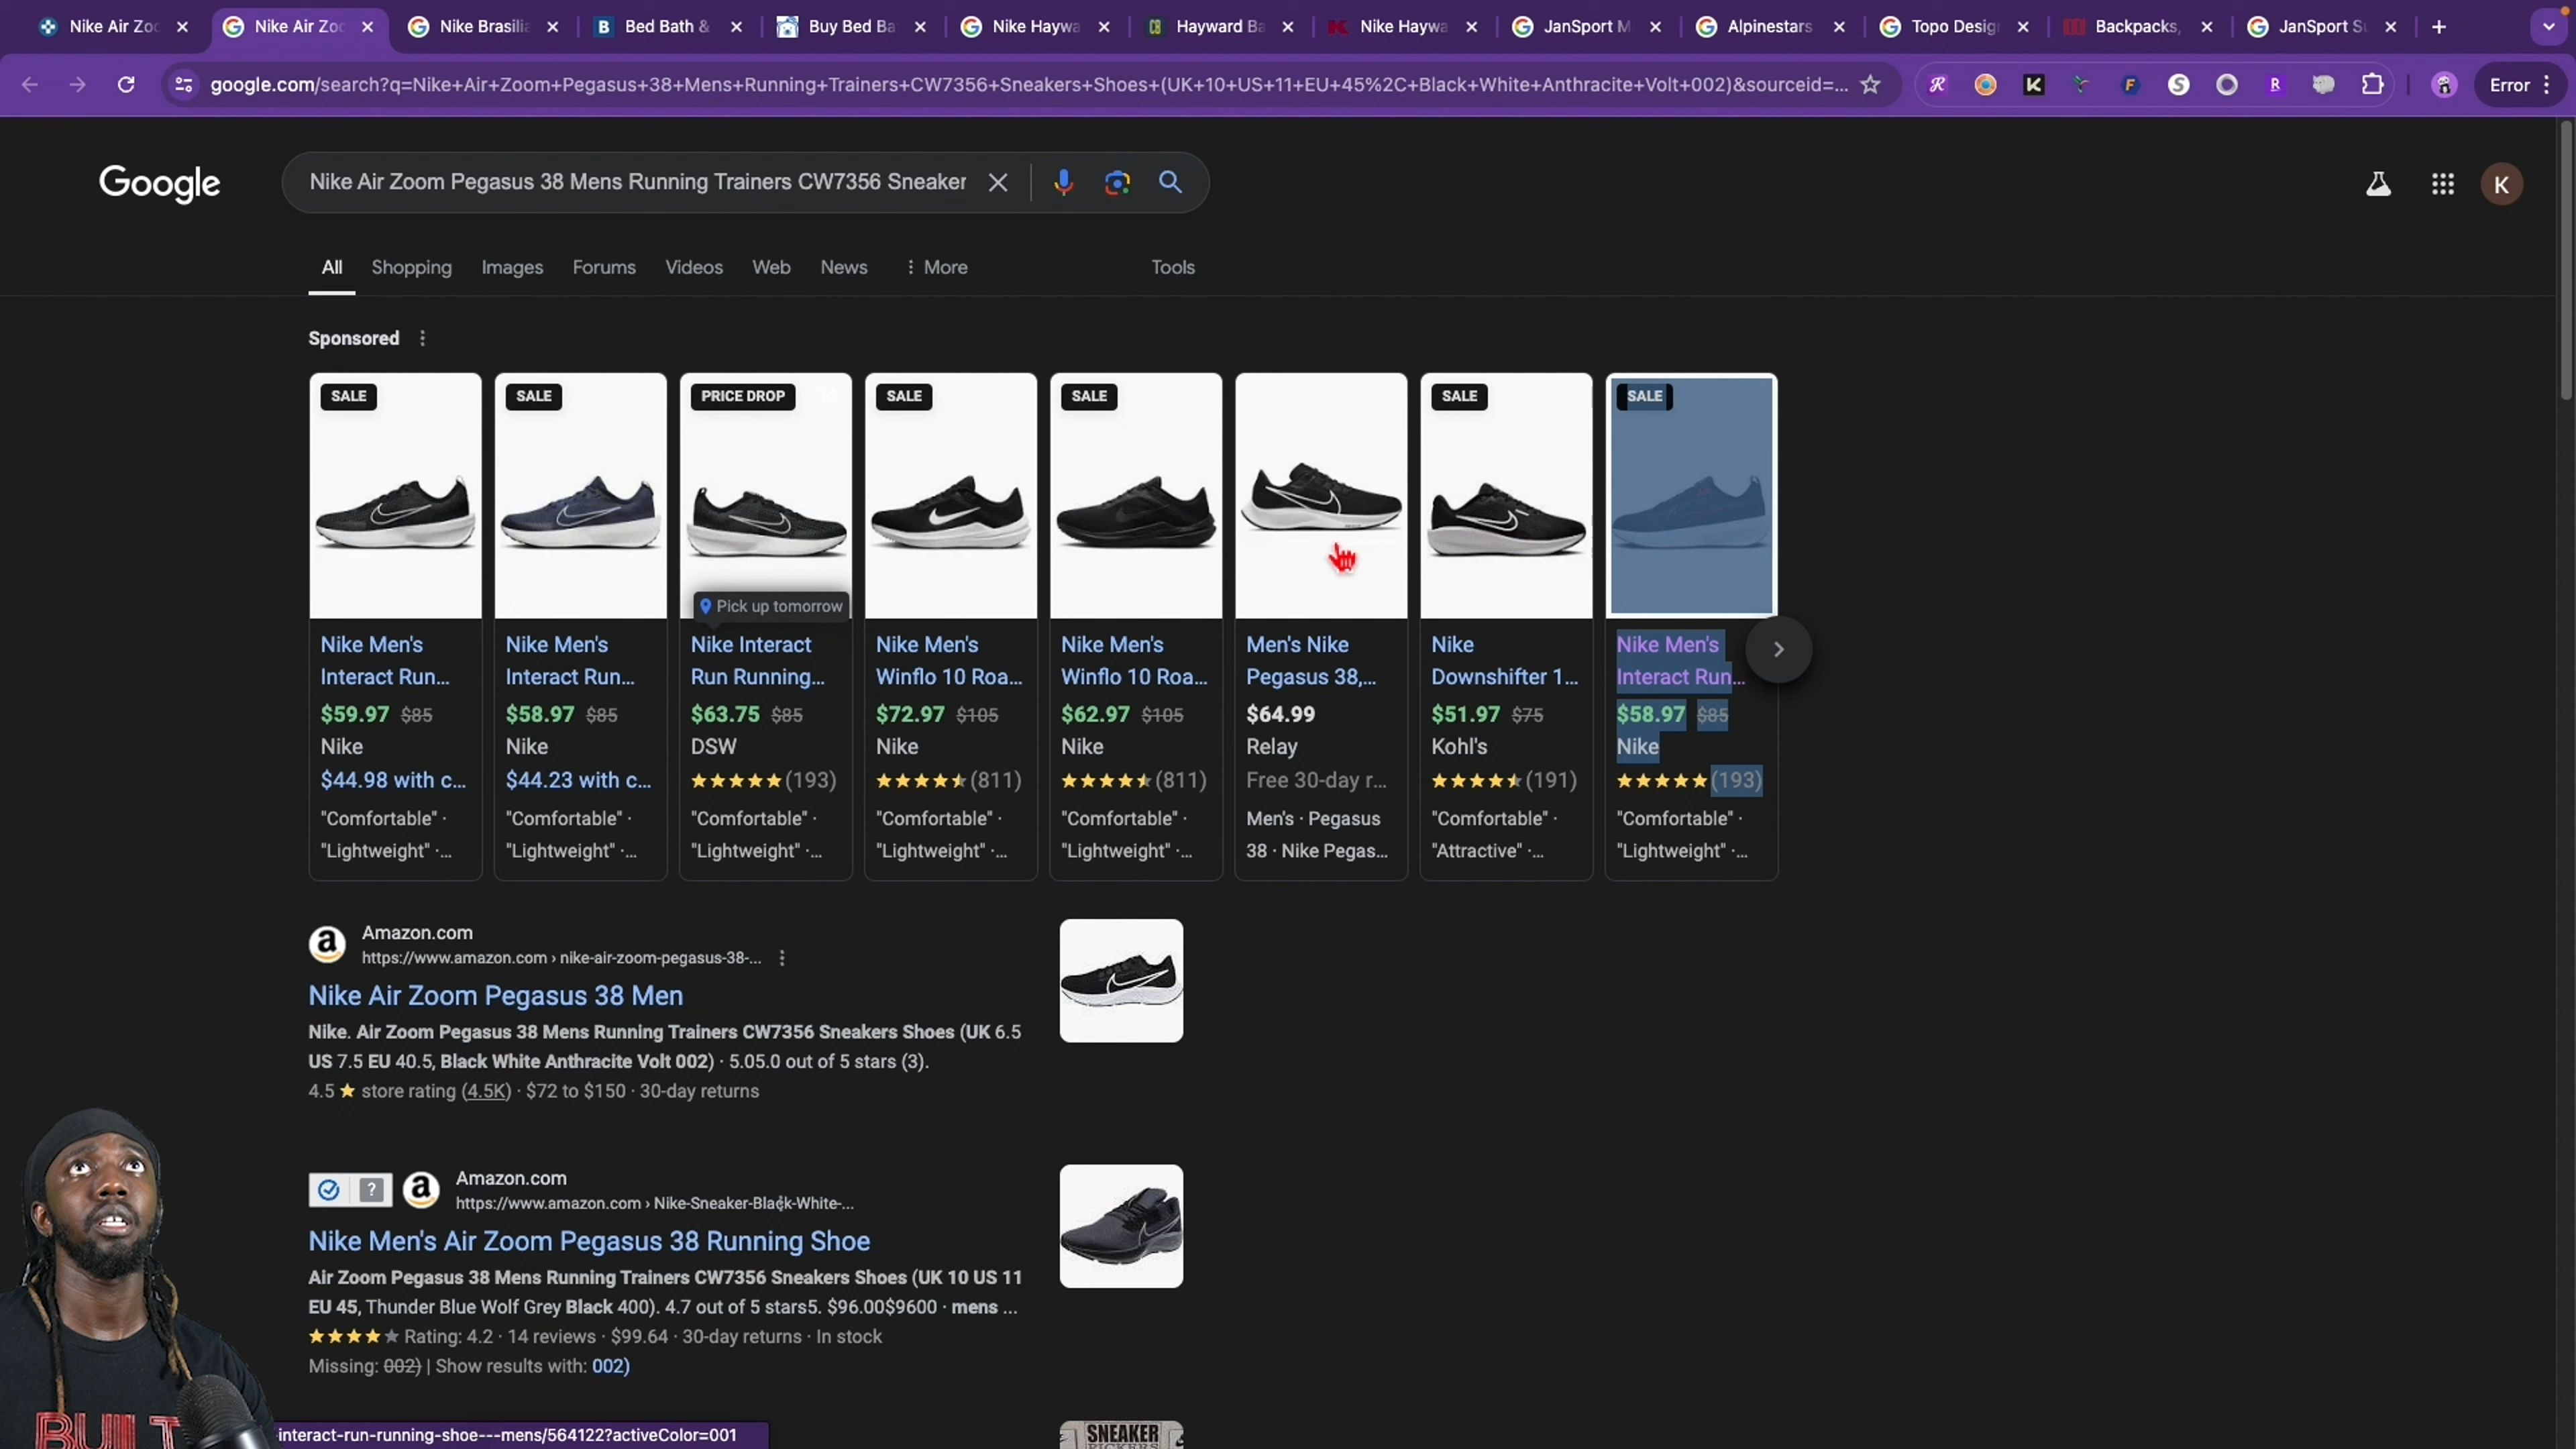 Nike Air Zoo
Nike Air Zoo
Nike Brasilia
Bed Bath &
Buy Bed Ba
Nike Haywa
Hayward Ba
Nike Haywa
JanSport M
Alpinestars
Topo Desig
Backpacks,
JanSport Su
google.com/search?q=Nike+Air+Zoom+Pegasus+38+Mens+Running+Trainers+CW7356+Sneakers+Shoes+(UK+10+US+11+EU+45%2C+Black+White+Anthracite+Volt+002)&sourceid=...
Error
Google
Nike Air Zoom Pegasus 38 Mens Running Trainers CW7356 Sneaker
K
All Shopping Images Forums Videos Web News More Tools
Sponsored
SALE
Nike Men's
Interact Run...
$59.97 $85
Nike
$44.98 with c...
"Comfortable" ·
"Lightweight" ·...
SALE
Nike Men's
Interact Run...
$58.97 $85
Nike
$44.23 with c...
"Comfortable" ·
"Lightweight" ·...
PRICE DROP
Pick up tomorrow
Nike Interact
Run Running...
$63.75 $85
DSW
(193)
"Comfortable" ·
"Lightweight" ·...
SALE
Nike Men's
Winflo 10 Roa...
$72.97 $105
Nike
(811)
"Comfortable" ·
"Lightweight" ·...
SALE
Nike Men's
Winflo 10 Roa...
$62.97 $105
Nike
(811)
"Comfortable" ·
"Lightweight" ·...
Men's Nike
Pegasus 38,...
$64.99
Relay
Free 30-day r...
Men's · Pegasus
38 · Nike Pegas...
SALE
Nike
Downshifter 1...
$51.97 $75
Kohl's
(191)
"Comfortable" ·
"Attractive" ·...
SALE
Nike Men's
Interact Run...
$58.97 $85
Nike
(193)
"Comfortable" ·
"Lightweight" ·...
Amazon.com
https://www.amazon.com › nike-air-zoom-pegasus-38-...
Nike Air Zoom Pegasus 38 Men
Nike. Air Zoom Pegasus 38 Mens Running Trainers CW7356 Sneakers Shoes (UK 6.5
US 7.5 EU 40.5, Black White Anthracite Volt 002) · 5.05.0 out of 5 stars (3).
4.5 ★ store rating (4.5K) · $72 to $150 · 30-day returns
Amazon.com
https://www.amazon.com › Nike-Sneaker-Black-White-...
Nike Men's Air Zoom Pegasus 38 Running Shoe
Air Zoom Pegasus 38 Mens Running Trainers CW7356 Sneakers Shoes (UK 10 US 11
EU 45, Thunder Blue Wolf Grey Black 400). 4.7 out of 5 stars5. $96.00$9600 · mens ...
Rating: 4.2 · 14 reviews · $99.64 · 30-day returns · In stock
Missing: 002) | Show results with: 002)
SNEAKER
PICKERS
BUILT
interact-run-running-shoe---mens/564122?activeColor=001